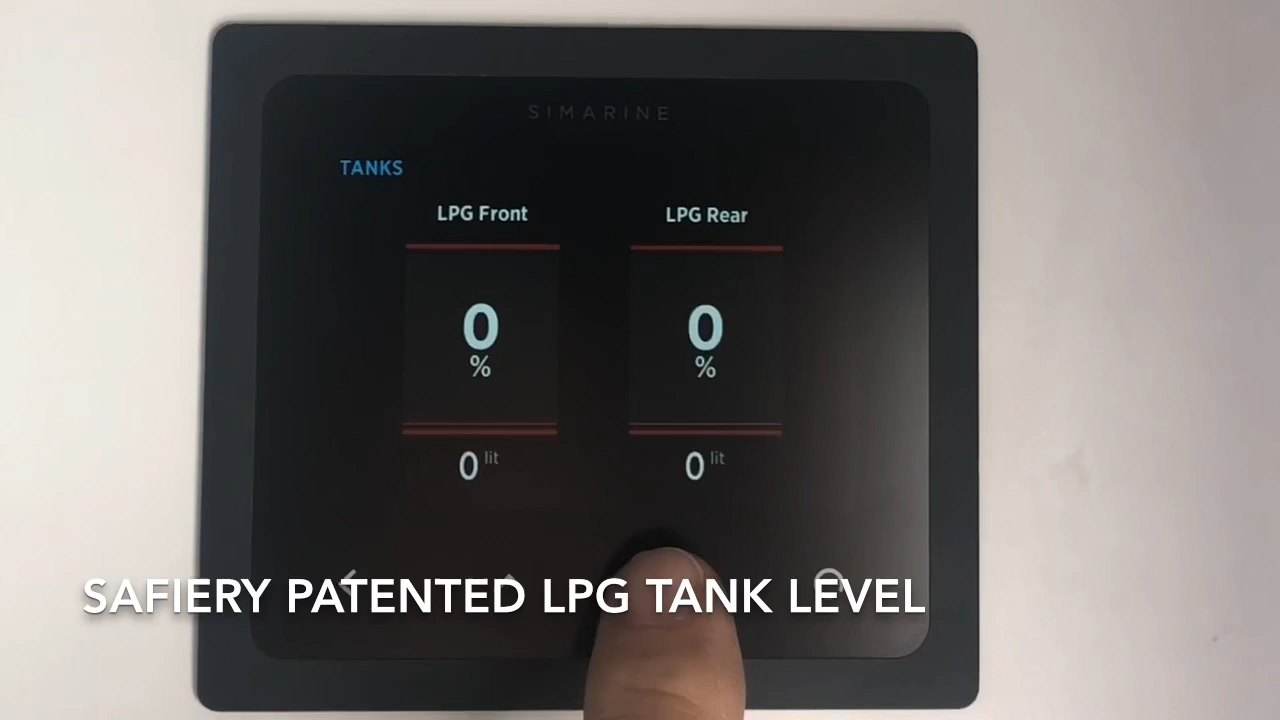 SIMARINE
TANKS
LPG Front LPG Rear
0 0
% %
0 lit 0 lit
SAFIERY PATENTED LPG TANK LEVEL